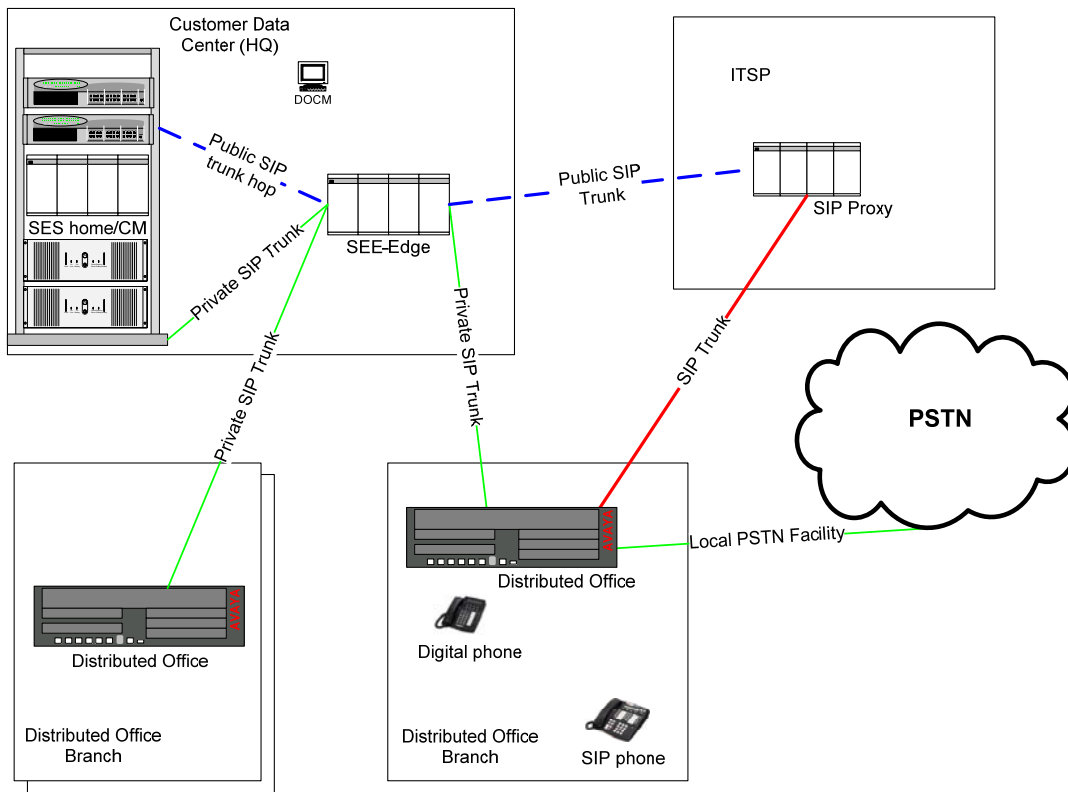 Customer Data
Center (HQ)
DOCM
ITSP
Public SIP
trunk hop
Public SIP
Trunk
SIP Proxy
SES home/CM
SEE-Edge
Private SIP Trunk
Private SIP Trunk
Private SIP Trunk
SIP Trunk
PSTN
AVAYA
Local PSTN Facility
Distributed Office
AVAYA
Digital phone
Distributed Office
Distributed Office
Branch
Distributed Office
Branch
SIP phone